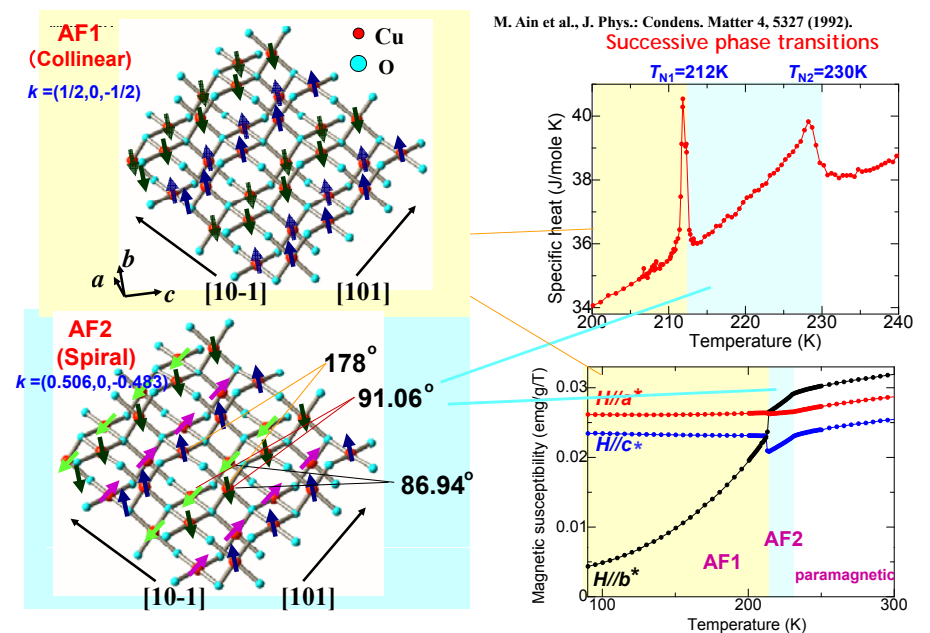 M. Ain et al., J. Phys.: Condens. Matter 4, 5327 (1992).
AF1
(Collinear)
k =(1/2,0,-1/2)
Cu
O
b
a
c
[10-1]
[101]
AF2
(Spiral)
k =(0.506,0,-0.483)
178°
91.06°
86.94°
[10-1]
[101]
Successive phase transitions
TN1=212K
TN2=230K
Specific heat (J/mole K)
40
38
36
34
200
210
220
230
240
Temperature (K)
Magnetic susceptibility (emg/g/T)
0.03
0.02
0.01
0
H//a*
H//c*
H//b*
AF1
AF2
paramagnetic
100
200
300
Temperature (K)